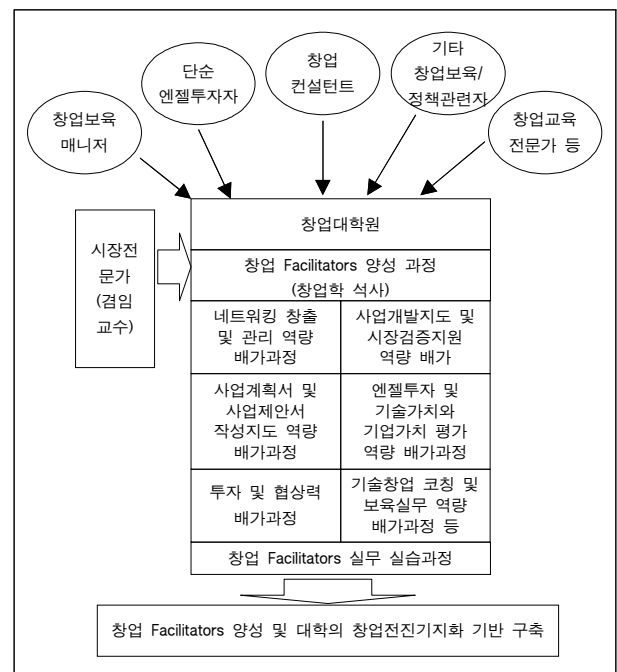 창업보육
매니저
단순
엔젤투자자
창업
컨설턴트
기타
창업보육/
정책관련자
창업교육
전문가 등
시장전
문가
(겸임
교수)
창업대학원
창업 Facilitators 양성 과정
(창업학 석사)
네트워킹 창출
및 관리 역량
배가과정
사업개발지도 및
시장검증지원
역량 배가
사업계획서 및
사업제안서
작성지도 역량
배가과정
엔젤투자 및
기술가치와
기업가치 평가
역량 배가과정
투자 및 협상력
배가과정
기술창업 코칭 및
보육실무 역량
배가과정 등
창업 Facilitators 실무 실습과정
창업 Facilitators 양성 및 대학의 창업전진기지화 기반 구축